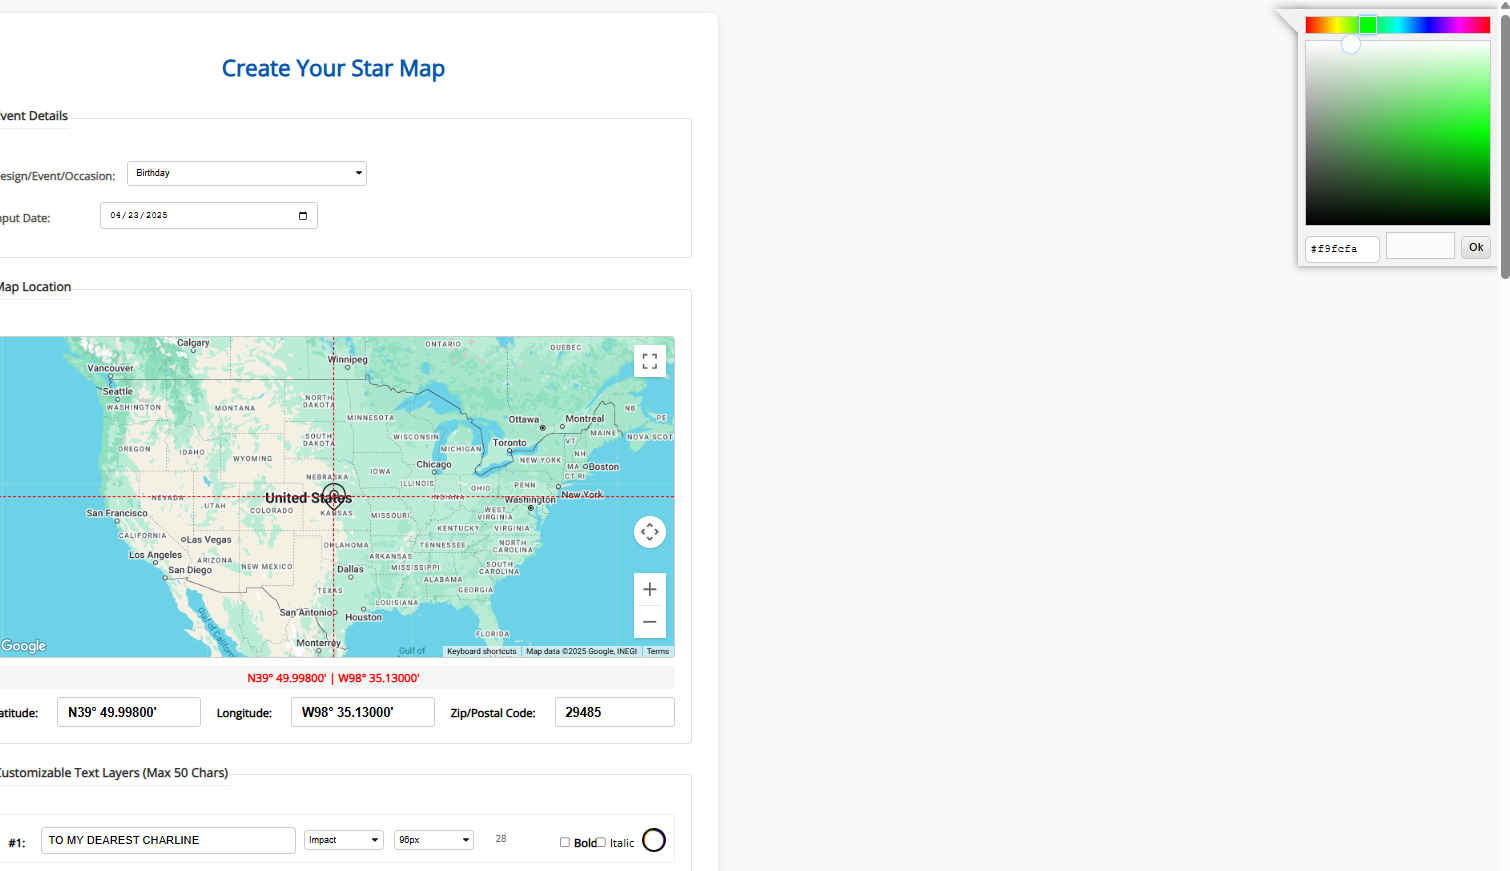 Create Your Star Map
vent Details
esign/Event/Occasion:
Birthday
nput Date:
04/23/2025
Map Location
Calgary
ONTARIO
QUEBEC
Winnipeg
Vancouver
Seattle
WASHINGTON
MONTANA
NORTH DAKOTA
MINNESOTA
Ottawa
Montreal
NB
PE
MAINE
NOVA SCOT
OREGON
IDAHO
WYOMING
SOUTH DAKOTA
WISCONSIN
MICHIGAN
Toronto
VT
NH
NEW YORK
MA
Boston
CT
RI
NEBRASKA
IOWA
Chicago
ILLINOIS
OHIO
PENN
INDIANA
New York
Washington
NEVADA
UTAH
COLORADO
United States
KANSAS
MISSOURI
WEST VIRGINIA
San Francisco
KENTUCKY
VIRGINIA
CALIFORNIA
Las Vegas
OKLAHOMA
TENNESSEE
NORTH CAROLINA
Los Angeles
ARIZONA
NEW MEXICO
ARKANSAS
MISSISSIPPI
SOUTH CAROLINA
San Diego
Dallas
ALABAMA
GEORGIA
TEXAS
LOUISIANA
San Antonio
Houston
Gulf of Californ
FLORIDA
Monterrey
Gulf of
Google
Keyboard shortcuts
Map data ©2025 Google, INEGI
Terms
N39° 49.99800' | W98° 35.13000'
atitude:
N39° 49.99800'
Longitude:
W98° 35.13000'
Zip/Postal Code:
29485
Customizable Text Layers (Max 50 Chars)
#1:
TO MY DEAREST CHARLINE
Impact
96px
28
Bold
Italic
#f9fcfa
Ok